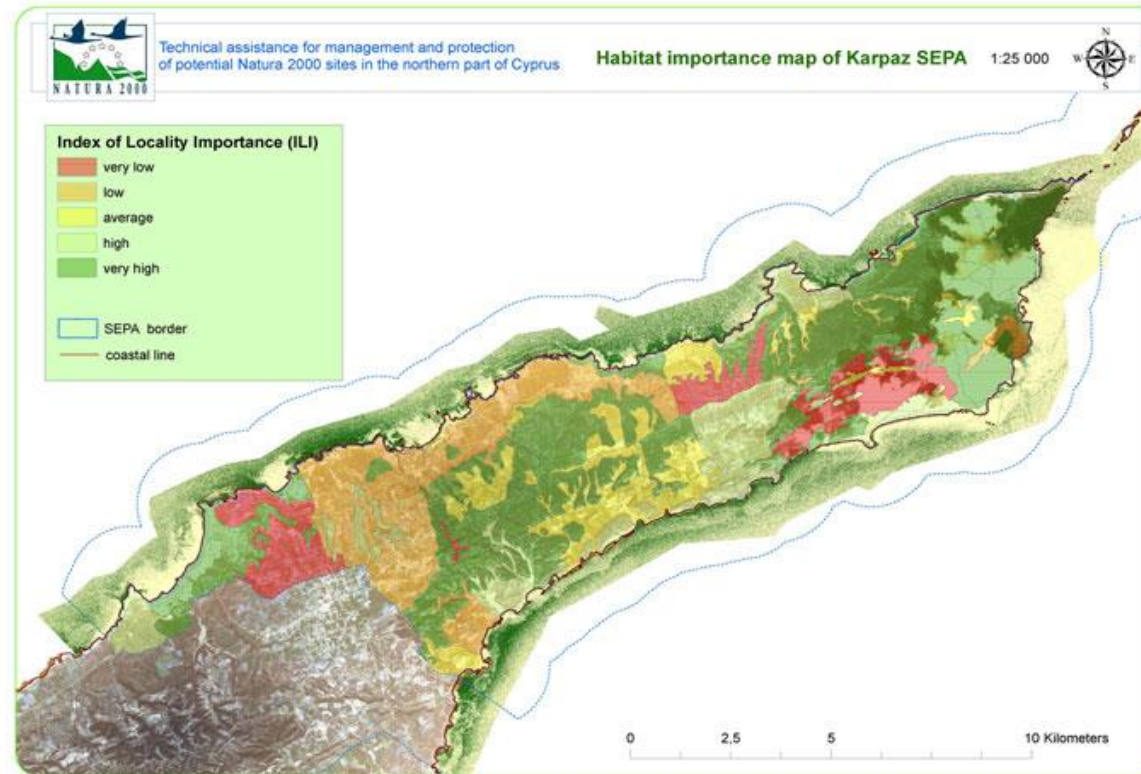 NATURA 2000
Technical assistance for management and protection
of potential Natura 2000 sites in the northern part of Cyprus
Habitat importance map of Karpaz SEPA
1:25 000
N
W E
S
Index of Locality Importance (ILI)
very low
low
average
high
very high
SEPA border
coastal line
0 2,5 5 10 Kilometers